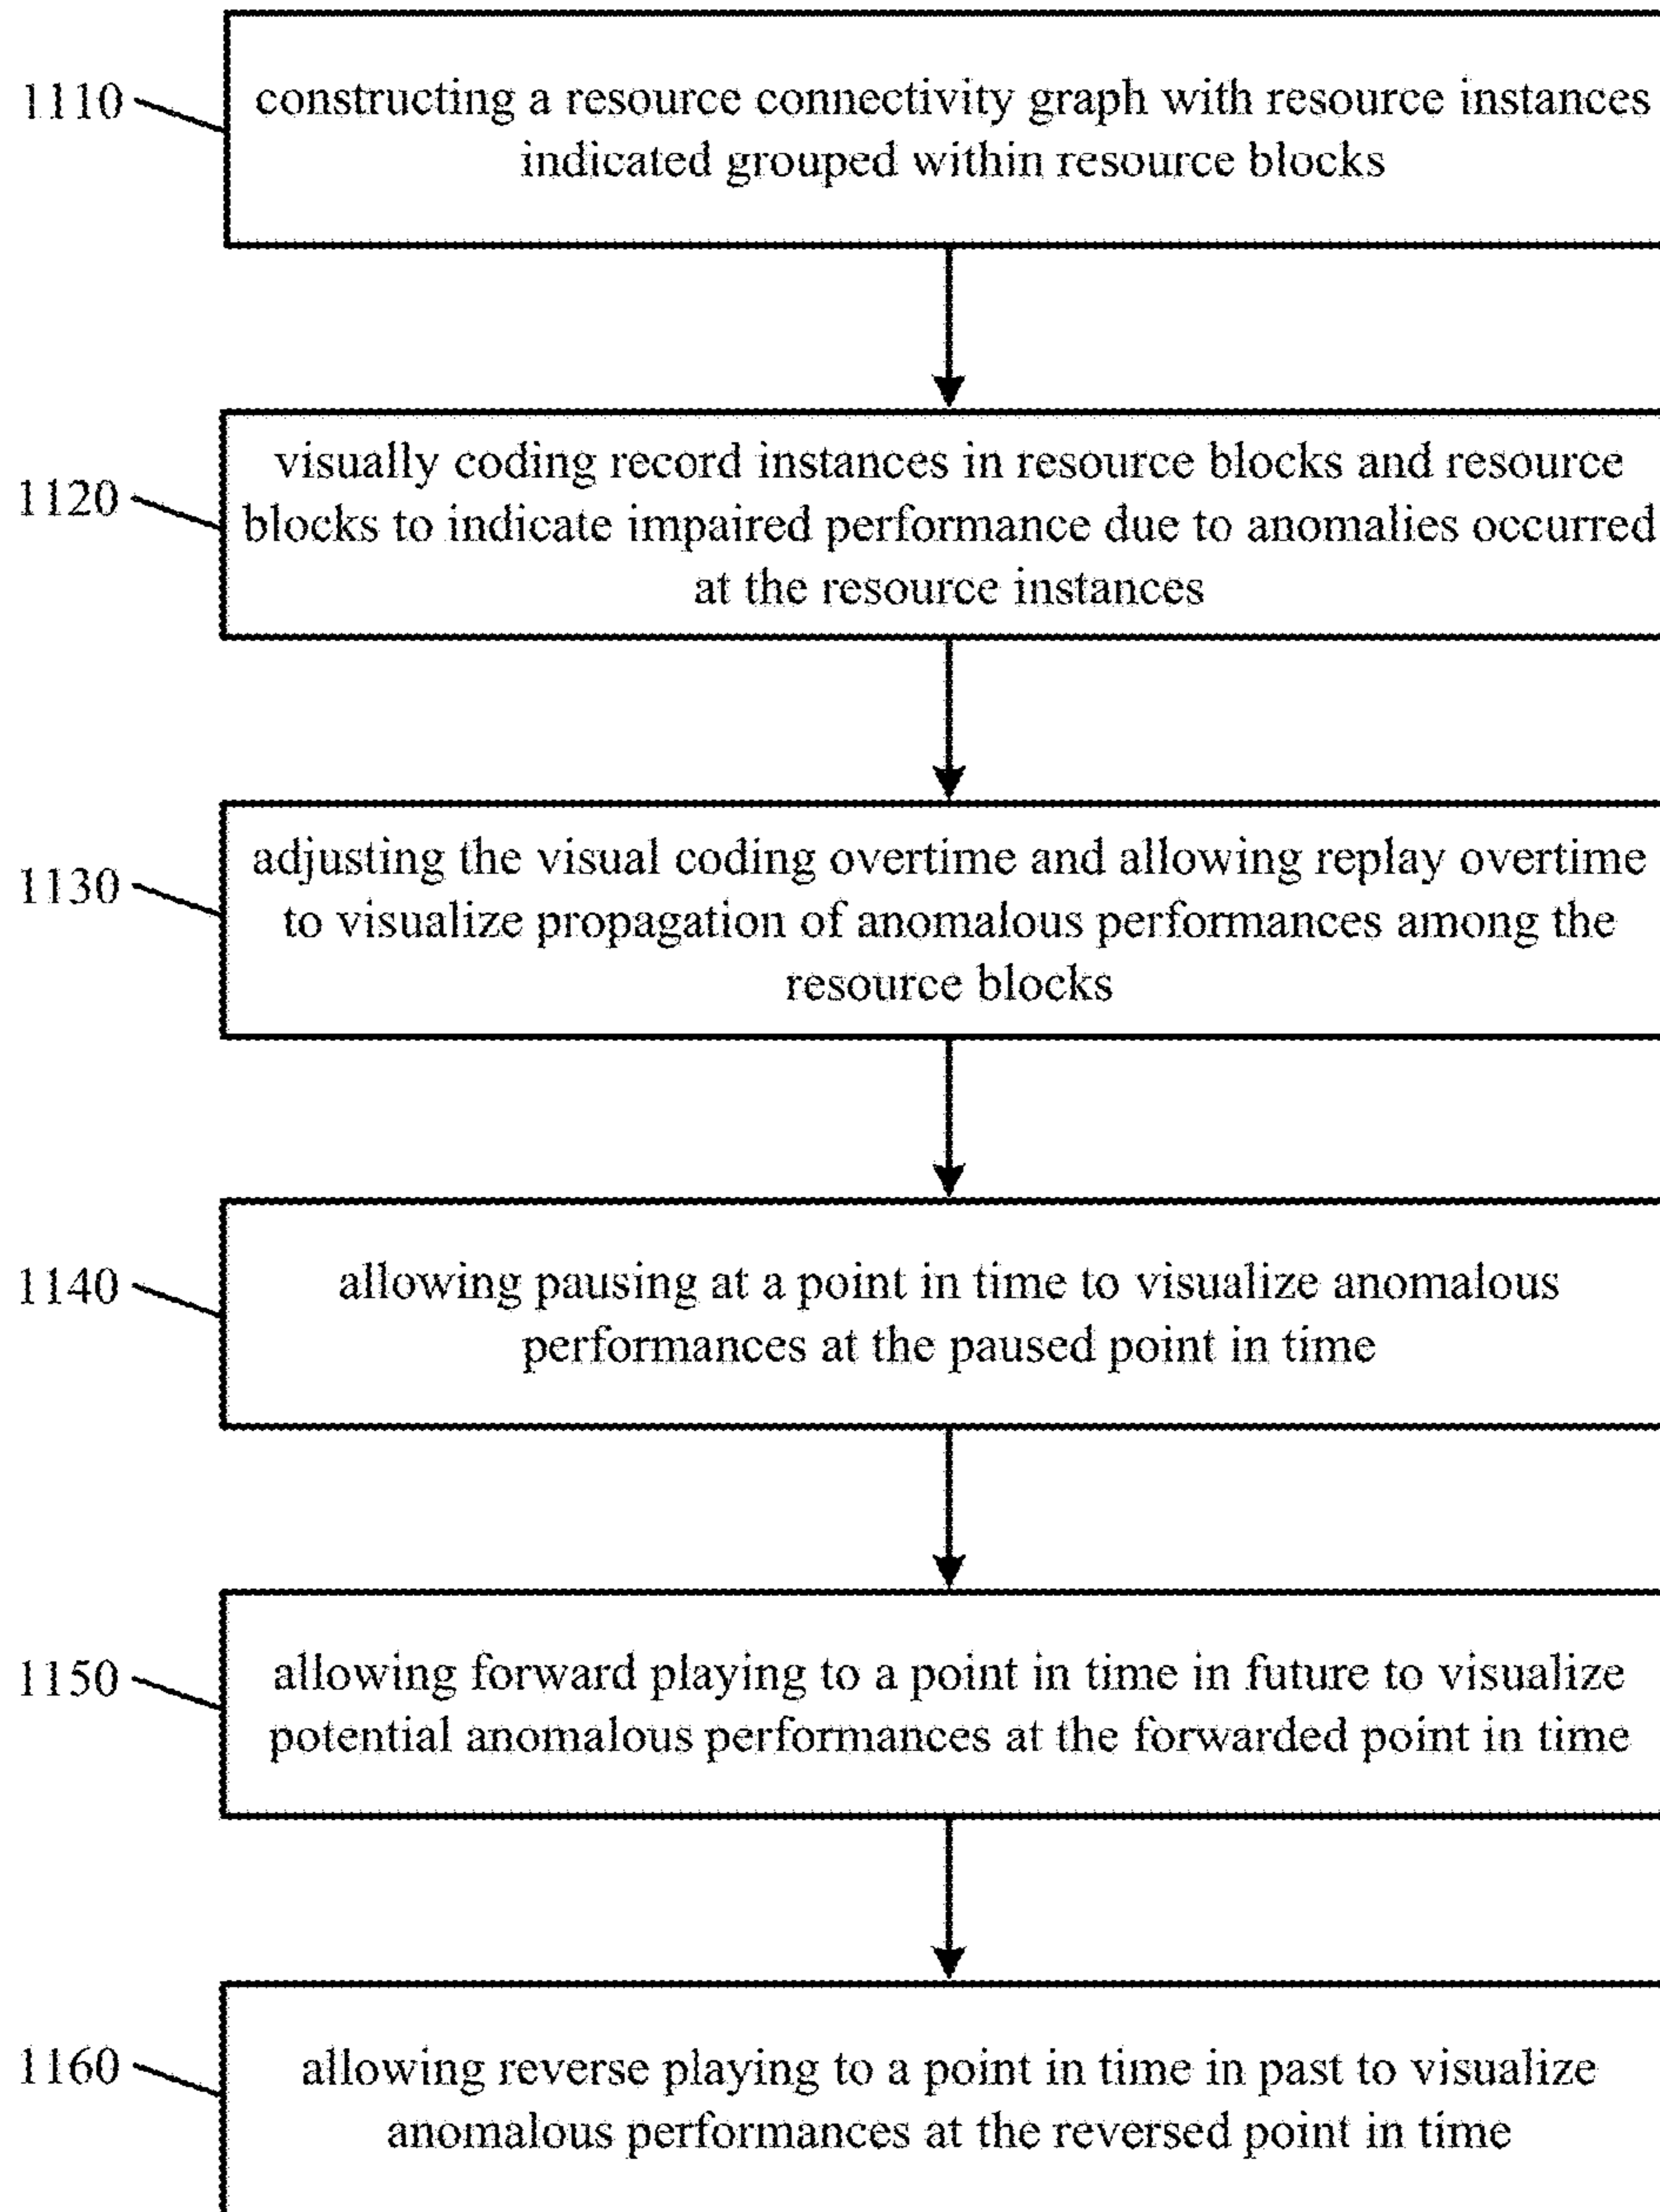 1110
constructing a resource connectivity graph with resource instances
indicated grouped within resource blocks
1120
visually coding record instances in resource blocks and resource
blocks to indicate impaired performance due to anomalies occurred
at the resource instances
1130
adjusting the visual coding overtime and allowing replay overtime
to visualize propagation of anomalous performances among the
resource blocks
1140
allowing pausing at a point in time to visualize anomalous
performances at the paused point in time
1150
allowing forward playing to a point in time in future to visualize
potential anomalous performances at the forwarded point in time
1160
allowing reverse playing to a point in time in past to visualize
anomalous performances at the reversed point in time